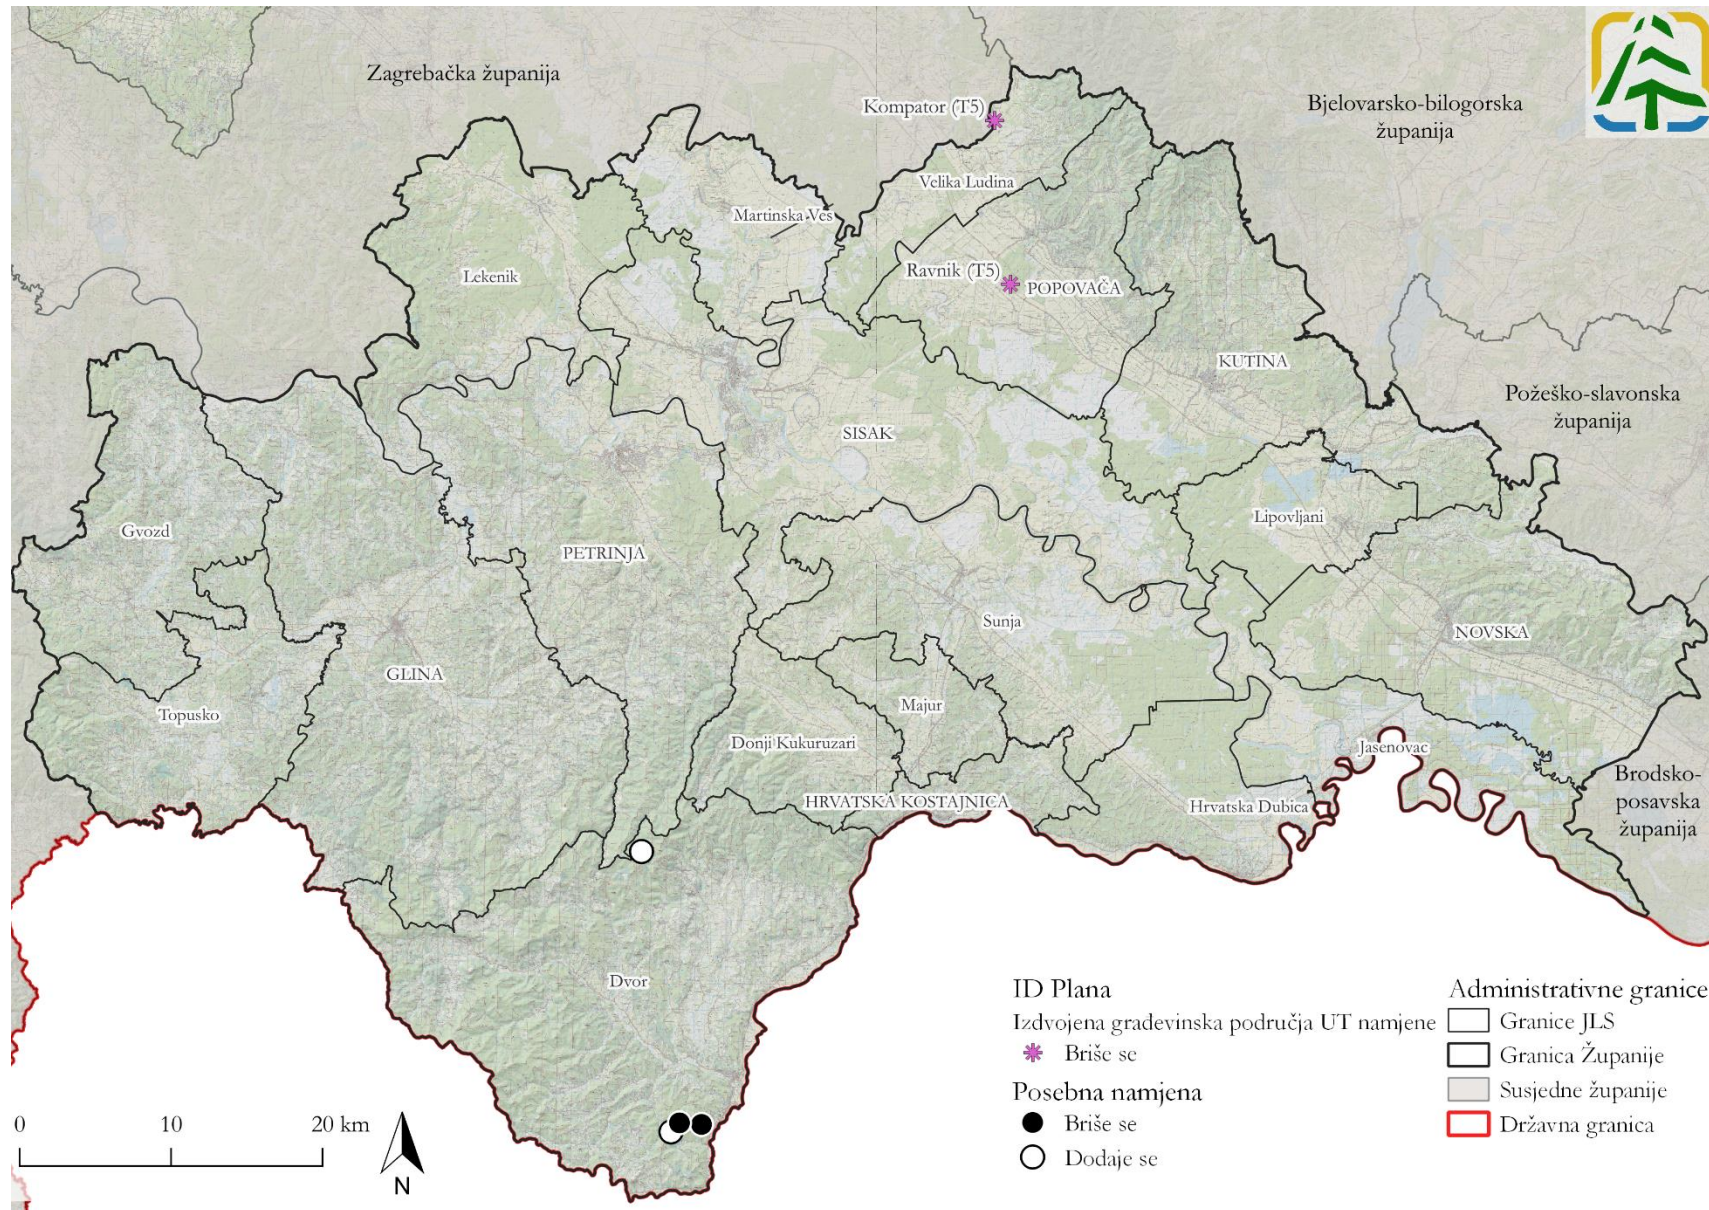 Zagrebačka županija
Kompator (T5)
Bjelovarsko-bilogorska
županija
Velika Ludina
Martinska Ves
Lekenik
Ravnik (T5)
POPOVAČA
KUTINA
Požeško-slavonska
županija
SISAK
Lipovljani
Gvozd
PETRINJA
Sunja
NOVSKA
GLINA
Majur
Topusko
Donji Kukuruzari
Jasenovac
Brodsko-
posavska
županija
HRVATSKA KOSTAJNICA
Hrvatska Dubica
Dvor
ID Plana
Izdvojena građevinska područja UT namjene
Briše se
Posebna namjena
Briše se
Dodaje se
Administrativne granice
Granice JLS
Granica Županije
Susjedne županije
Državna granica
0 10 20 km
N